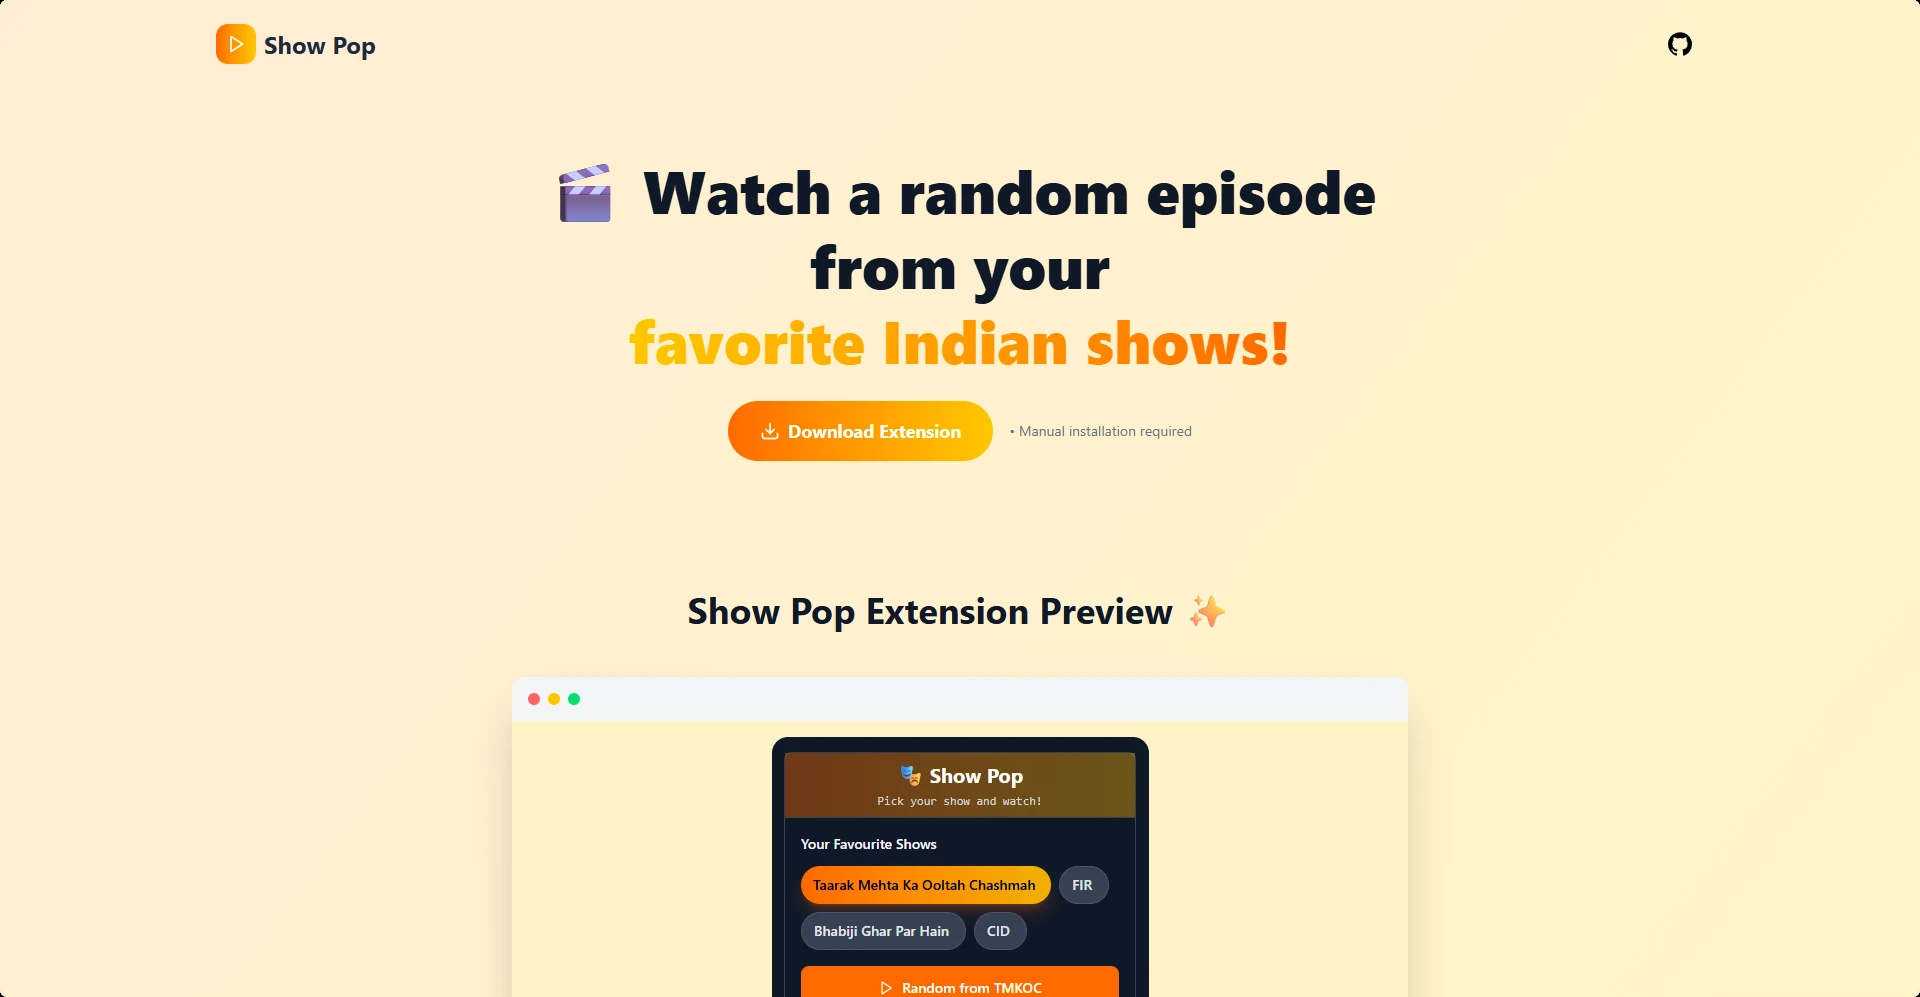 Show Pop
🎬 Watch a random episode
from your
favorite Indian shows!
Download Extension
• Manual installation required
Show Pop Extension Preview ✨
🎭 Show Pop
Pick your show and watch!
Your Favourite Shows
Taarak Mehta Ka Ooltah Chashmah
FIR
Bhabiji Ghar Par Hain
CID
Random from TMKOC